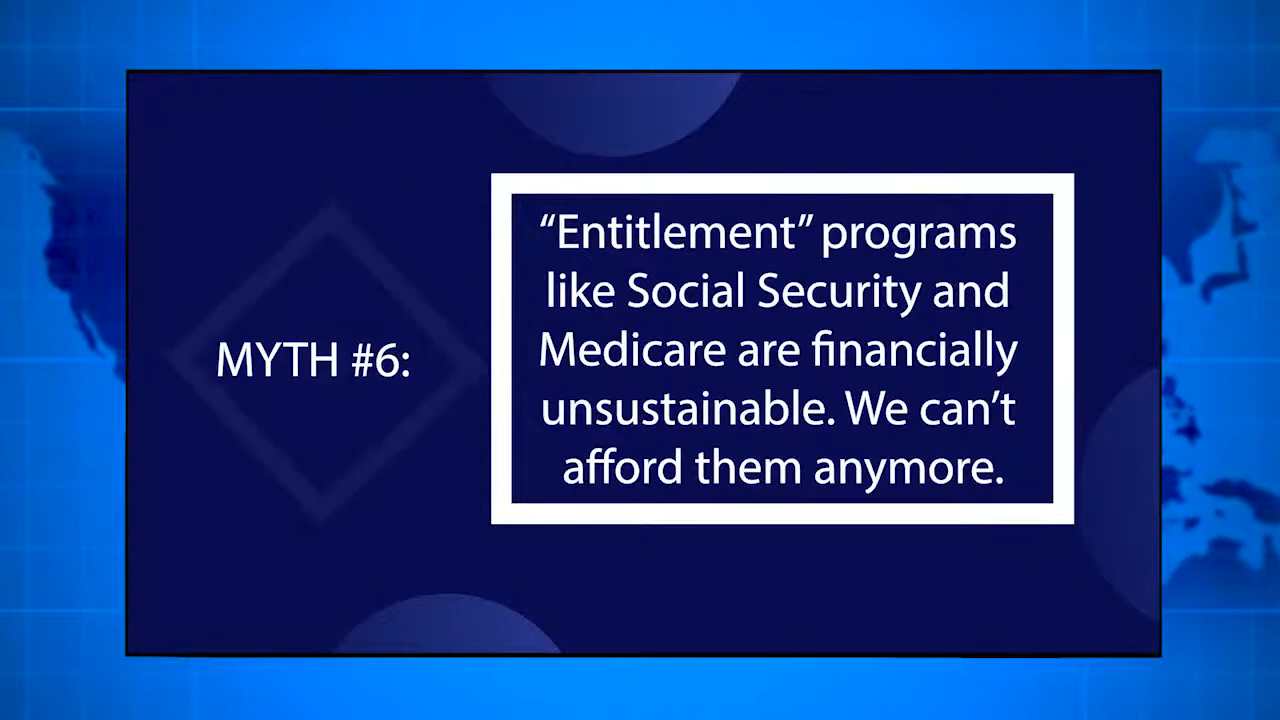 MYTH #6:
“Entitlement” programs
like Social Security and
Medicare are financially
unsustainable. We can’t
afford them anymore.